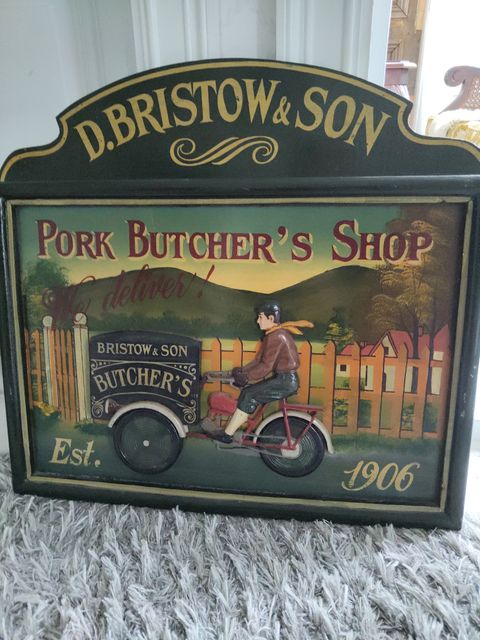 D. BRISTOW & SON
PORK BUTCHER'S SHOP
We deliver!
BRISTOW & SON
BUTCHER'S
Est. 1906